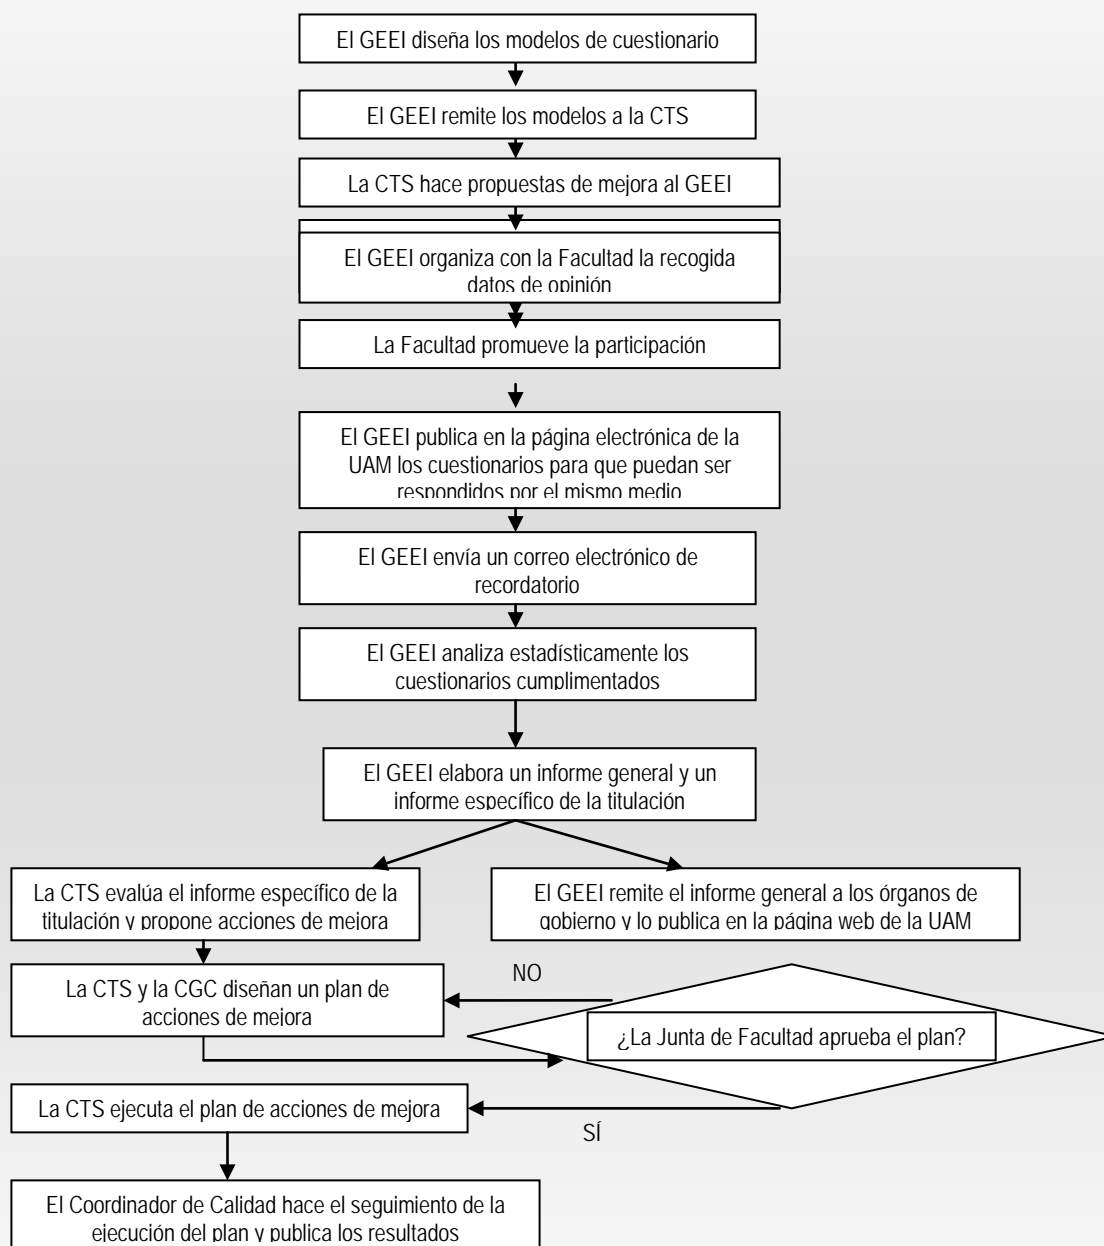 El GEEI diseña los modelos de cuestionario
El GEEI remite los modelos a la CTS
La CTS hace propuestas de mejora al GEEI
El GEEI organiza con la Facultad la recogida
datos de opinión
La Facultad promueve la participación
El GEEI publica en la página electrónica de la
UAM los cuestionarios para que puedan ser
respondidos por el mismo medio
El GEEI envía un correo electrónico de
recordatorio
El GEEI analiza estadísticamente los
cuestionarios cumplimentados
El GEEI elabora un informe general y un
informe específico de la titulación
La CTS evalúa el informe específico de la
titulación y propone acciones de mejora
El GEEI remite el informe general a los órganos de
gobierno y lo publica en la página web de la UAM
La CTS y la CGC diseñan un plan de
acciones de mejora
NO
¿La Junta de Facultad aprueba el plan?
La CTS ejecuta el plan de acciones de mejora
SÍ
El Coordinador de Calidad hace el seguimiento de la
ejecución del plan y publica los resultados